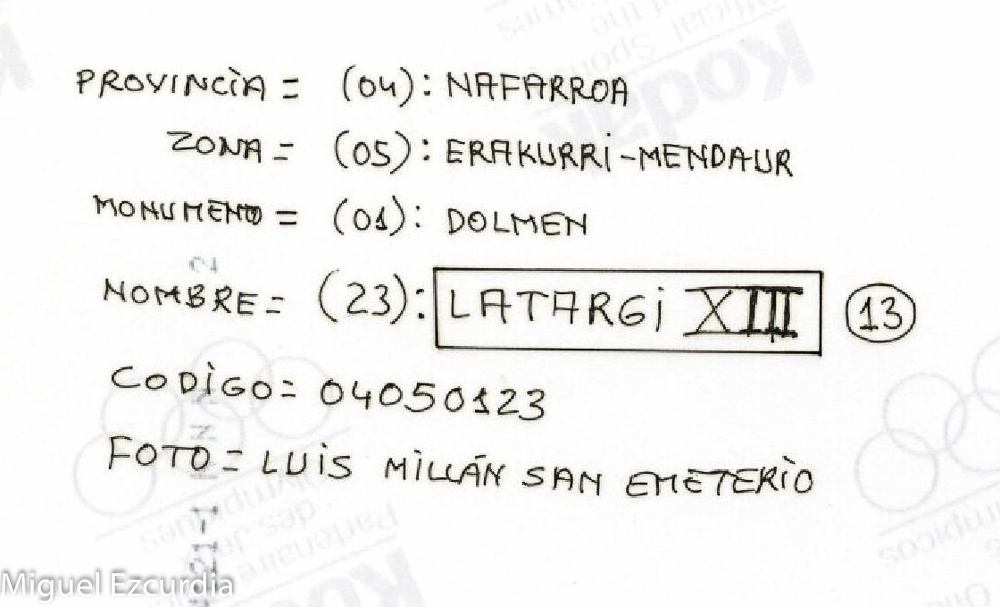 PROVINCIA = (04): NAFARROA
ZONA = (05): ERAKURRI-MENDAUR
MONUMENTO = (01): DOLMEN
NOMBRE = (23): LATARGI XIII (13)
CODIGO = 04050123
FOTO = LUIS MILLÁN SAN EMETERIO
Miguel Ezcurdia
Kodak